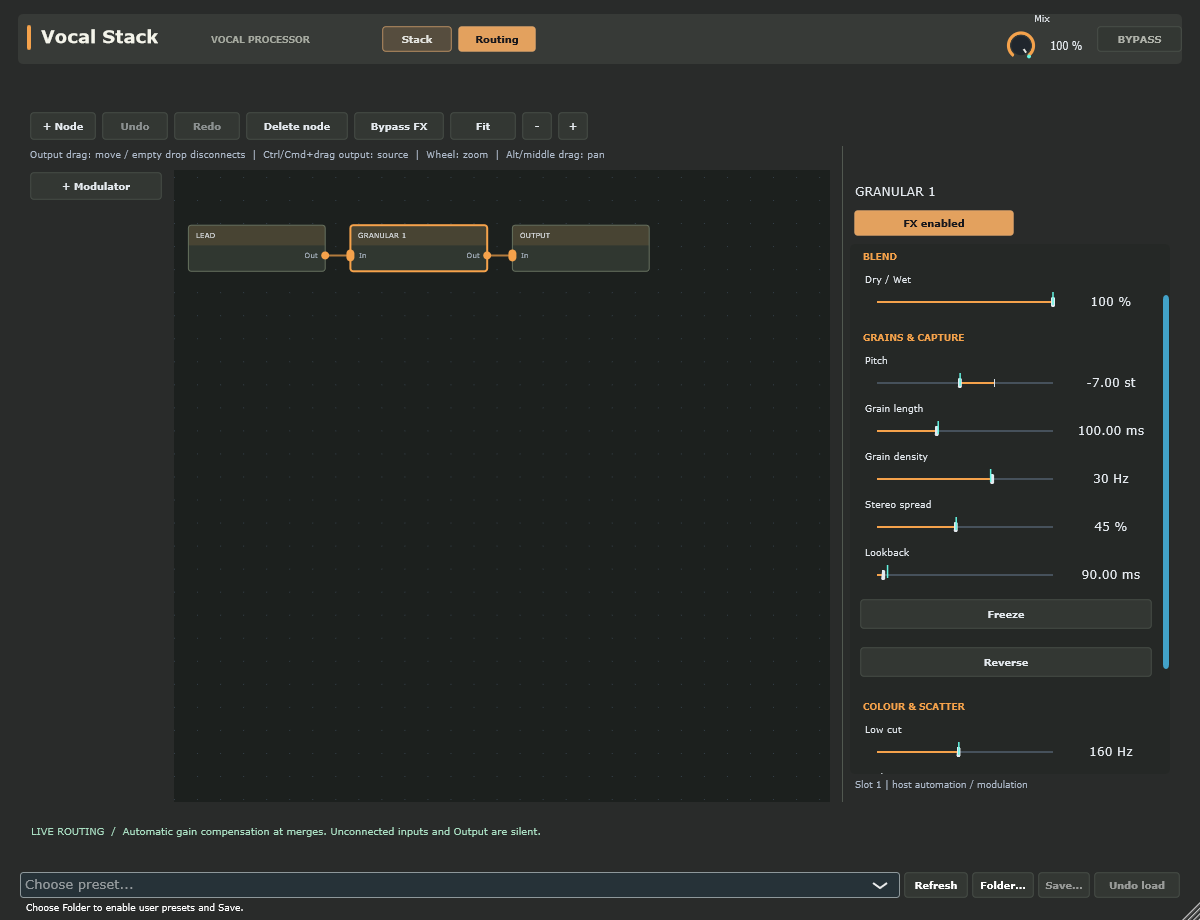 Vocal Stack
VOCAL PROCESSOR
Stack
Routing
Mix
100 %
BYPASS
+ Node
Undo
Redo
Delete node
Bypass FX
Fit
-
+
Output drag: move / empty drop disconnects | Ctrl/Cmd+drag output: source | Wheel: zoom | Alt/middle drag: pan
+ Modulator
LEAD
Out
GRANULAR 1
In
Out
OUTPUT
In
GRANULAR 1
FX enabled
BLEND
Dry / Wet
100 %
GRAINS & CAPTURE
Pitch
-7.00 st
Grain length
100.00 ms
Grain density
30 Hz
Stereo spread
45 %
Lookback
90.00 ms
Freeze
Reverse
COLOUR & SCATTER
Low cut
160 Hz
Slot 1 | host automation / modulation
LIVE ROUTING / Automatic gain compensation at merges. Unconnected inputs and Output are silent.
Choose preset...
Refresh
Folder...
Save...
Undo load
Choose Folder to enable user presets and Save.